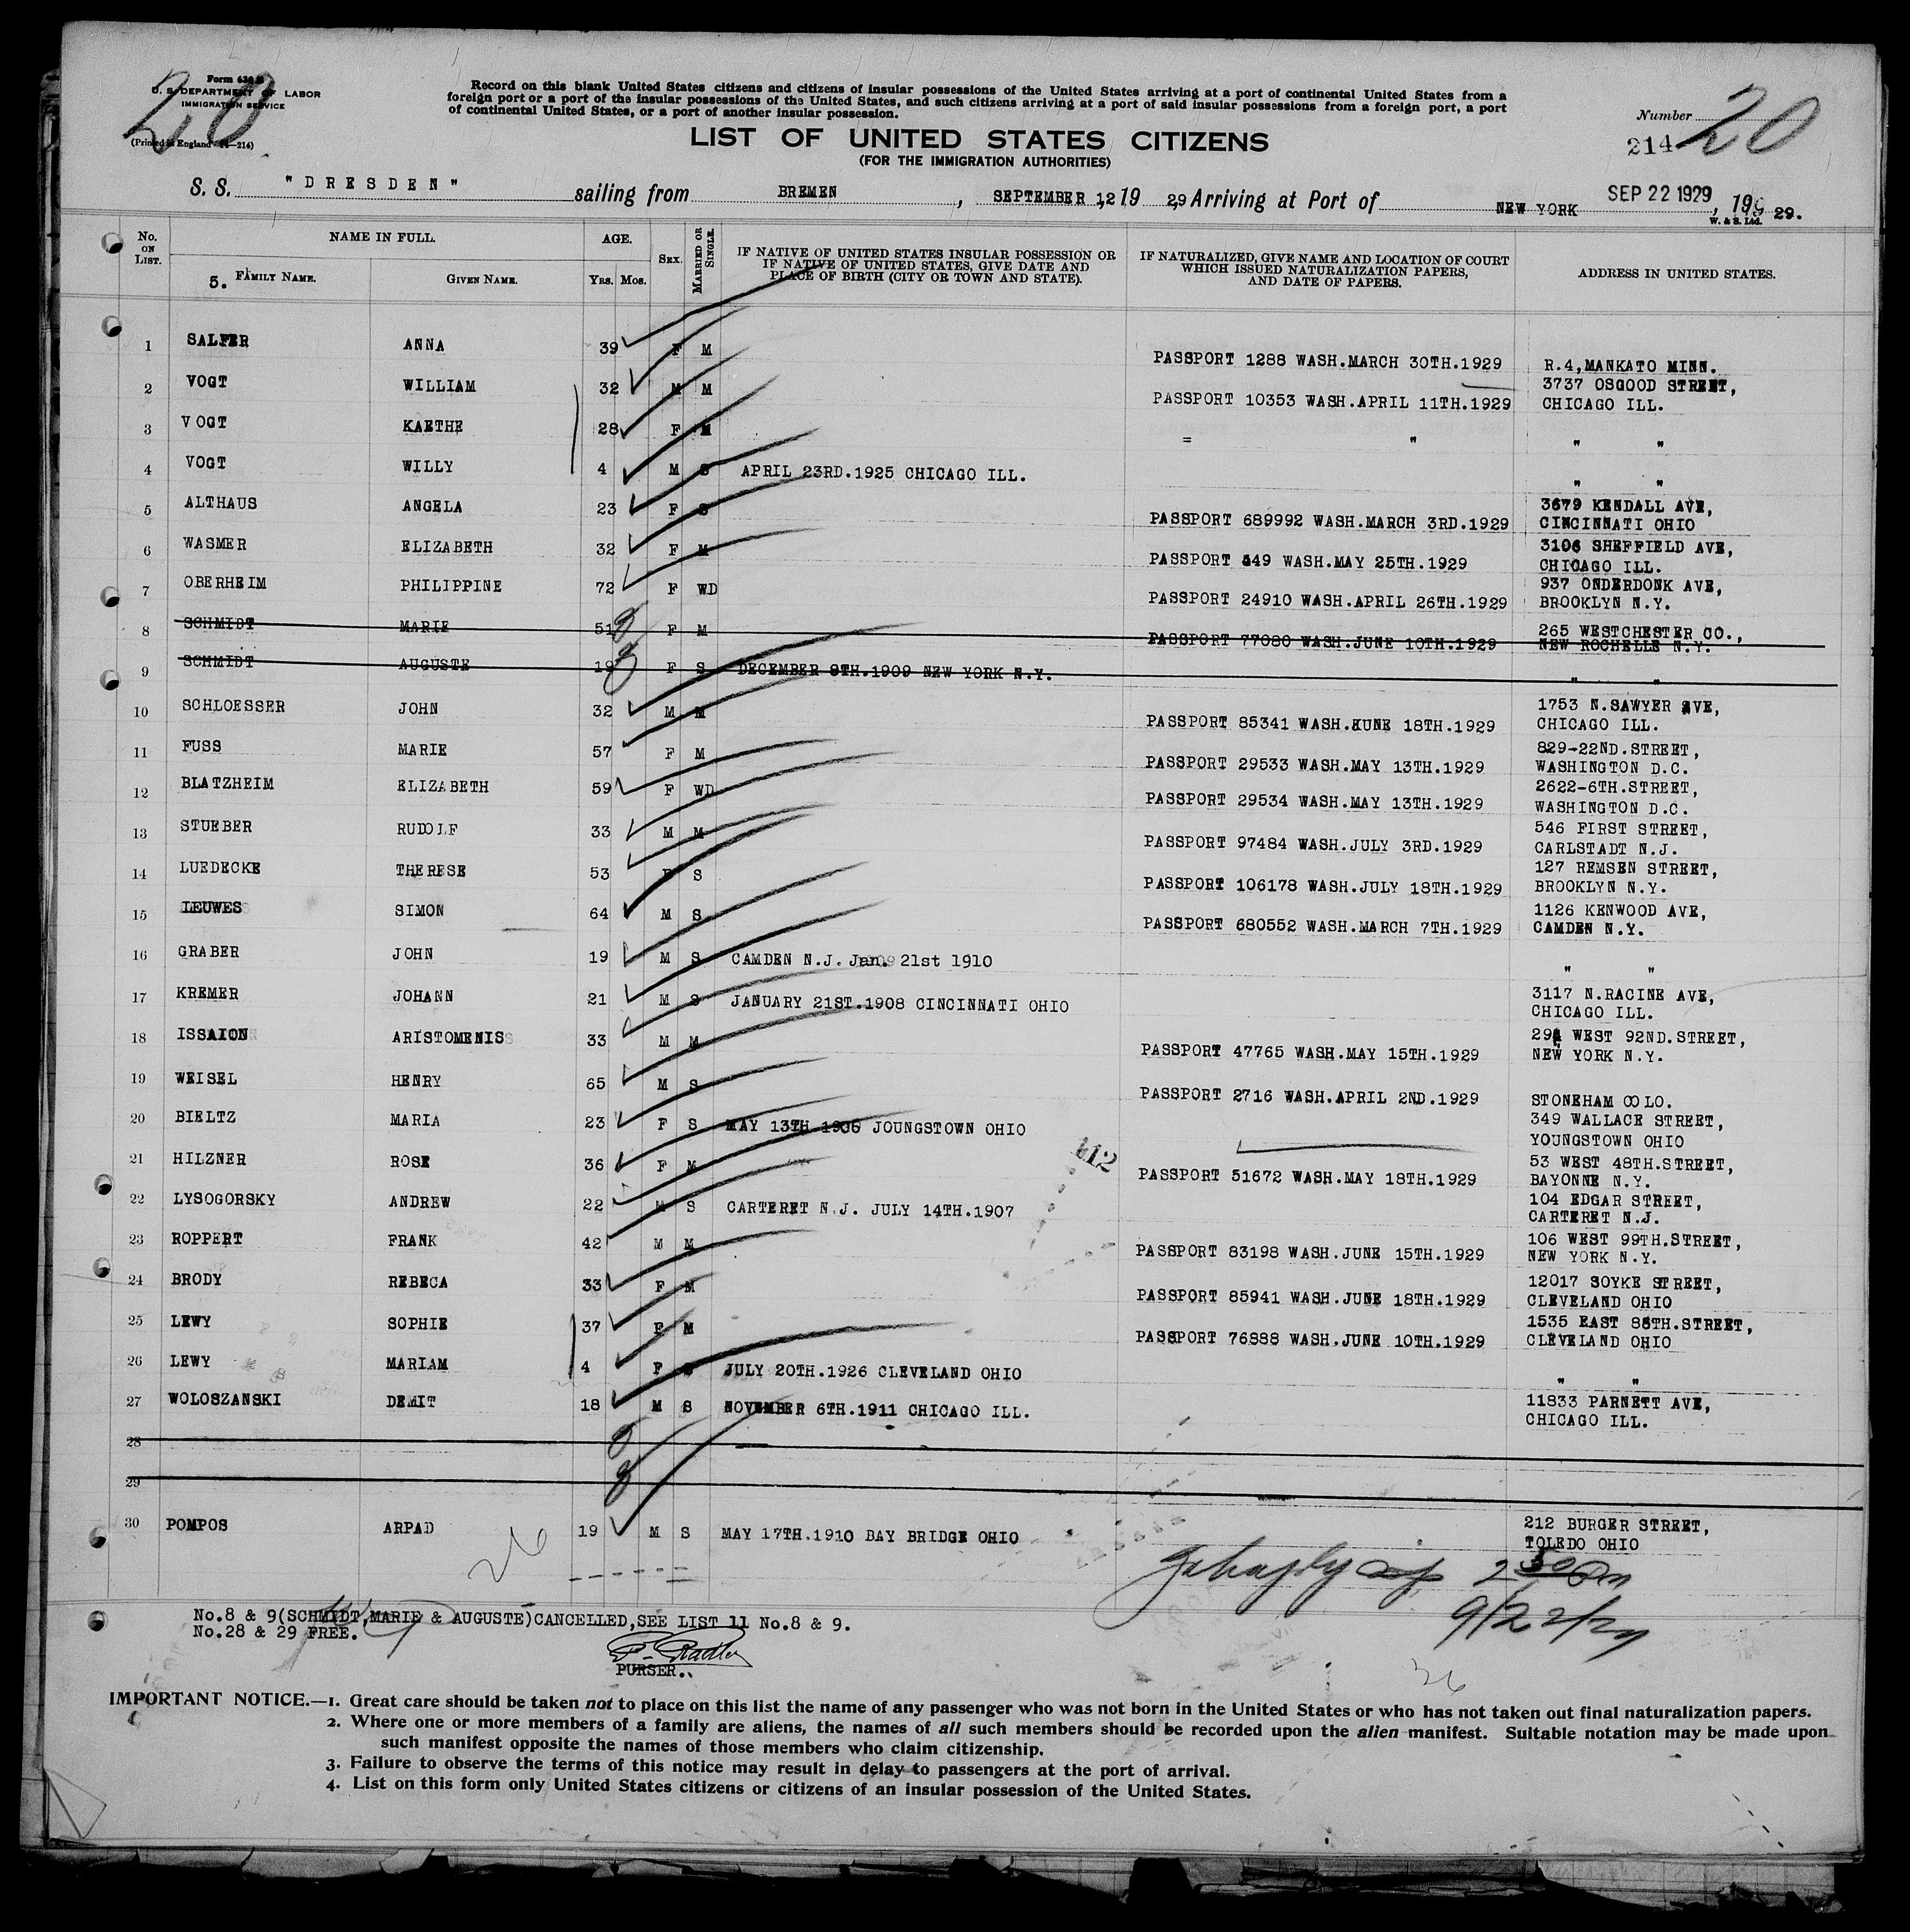 20
Form 630 B
U. S. DEPARTMENT OF LABOR
IMMIGRATION SERVICE
(Printed in England
Record on this blank United States citizens and citizens of insular possessions of the United States arriving at a port of continental United States from a
foreign port or a port of the insular possessions of the United States, and such citizens arriving at a port of said insular possessions from a foreign port, a port
of continental United States, or a port of another insular possession.
LIST OF UNITED STATES CITIZENS
(FOR THE IMMIGRATION AUTHORITIES)
Number 20
214
S. S. "DRESDEN" sailing from BREMEN, SEPTEMBER 12, 19 29, Arriving at Port of NEW YORK SEP 22 1929, 19 29.
W. & S. Ltd.
No. ON LIST. NAME IN FULL. AGE. SEX. MARRIED OR SINGLE. IF NATIVE OF UNITED STATES INSULAR POSSESSION OR IF NATIVE OF UNITED STATES, GIVE DATE AND PLACE OF BIRTH (CITY OR TOWN AND STATE). IF NATURALIZED, GIVE NAME AND LOCATION OF COURT WHICH ISSUED NATURALIZATION PAPERS, AND DATE OF PAPERS. ADDRESS IN UNITED STATES.
5. FAMILY NAME. GIVEN NAME. YRS. MOS.
1 SALFER ANNA 39 F M PASSPORT 1288 WASH.MARCH 30TH.1929 R.4,MANKATO MINN.
2 VOGT WILLIAM 32 M M PASSPORT 10353 WASH.APRIL 11TH.1929 3737 OSGOOD STREET, CHICAGO ILL.
3 VOGT KAETHE 28 F M = " " "
4 VOGT WILLY 4 M S APRIL 23RD.1925 CHICAGO ILL. " "
5 ALTHAUS ANGELA 23 F S PASSPORT 689992 WASH.MARCH 3RD.1929 3679 KENDALL AVE, CINCINNATI OHIO
6 WASMER ELIZABETH 32 F M PASSPORT 549 WASH.MAY 25TH.1929 3106 SHEFFIELD AVE, CHICAGO ILL.
7 OBERHEIM PHILIPPINE 72 F WD PASSPORT 24910 WASH.APRIL 26TH.1929 937 ONDERDONK AVE, BROOKLYN N.Y.
8 SCHMIDT MARIE 51 F M PASSPORT 77080 WASH.JUNE 10TH.1929 265 WESTCHESTER CO., NEW ROCHELLE N.Y.
9 SCHMIDT AUGUSTE 19 F S DECEMBER 8TH.1909 NEW YORK N.Y. " "
10 SCHLOESSER JOHN 32 M M PASSPORT 85341 WASH.KUNE 18TH.1929 1753 N.SAWYER AVE, CHICAGO ILL.
11 FUSS MARIE 57 F M PASSPORT 29533 WASH.MAY 13TH.1929 829-22ND.STREET, WASHINGTON D.C.
12 BLATZHEIM ELIZABETH 59 F WD PASSPORT 29534 WASH.MAY 13TH.1929 2622-6TH.STREET, WASHINGTON D.C.
13 STUEBER RUDOLF 33 M M PASSPORT 97484 WASH.JULY 3RD.1929 546 FIRST STREET, CARLSTADT N.J.
14 LUEDECKE THERESE 53 F S PASSPORT 106178 WASH.JULY 18TH.1929 127 REMSEN STREET, BROOKLYN N.Y.
15 LEUWES SIMON 64 M S PASSPORT 680552 WASH.MARCH 7TH.1929 1126 KENWOOD AVE, CAMDEN N.Y.
16 GRABER JOHN 19 M S CAMDEN N.J. Jan. 21st 1910 " "
17 KREMER JOHANN 21 M S JANUARY 21ST.1908 CINCINNATI OHIO 3117 N.RACINE AVE, CHICAGO ILL.
18 ISSAION ARISTOMENIS 33 M M PASSPORT 47765 WASH.MAY 15TH.1929 WEST 92ND.STREET, NEW YORK N.Y.
19 WEISEL HENRY 65 M S PASSPORT 2716 WASH.APRIL 2ND.1929 STONEHAM COLO.
20 BIELTZ MARIA 23 F S MAY 13TH 1906 JOUNGSTOWN OHIO 349 WALLACE STREET, YOUNGSTOWN OHIO
21 HILZNER ROSE 36 F M PASSPORT 51672 WASH.MAY 18TH.1929 53 WEST 48TH.STREET, BAYONNE N.Y.
22 LYSOGORSKY ANDREW 22 M S CARTERET N.J. JULY 14TH.1907 104 EDGAR STREET, CARTERET N.J.
23 ROPPERT FRANK 42 M M PASSPORT 83198 WASH.JUNE 15TH.1929 106 WEST 99TH.STREET, NEW YORK N.Y.
24 BRODY REBECA 33 F M PASSPORT 85941 WASH.JUNE 18TH.1929 12017 SOYKE STREET, CLEVELAND OHIO
25 LEWY SOPHIE 37 F M PASSPORT 76888 WASH.JUNE 10TH.1929 1535 EAST 86TH.STREET, CLEVELAND OHIO
26 LEWY MARIAM 4 F S JULY 20TH.1926 CLEVELAND OHIO " "
27 WOLOSZANSKI DEMIT 18 M S NOVEMBER 6TH.1911 CHICAGO ILL. 11833 PARNETT AVE, CHICAGO ILL.
28
29
30 POMPOS ARPAD 19 M S MAY 17TH.1910 BAY BRIDGE OHIO 212 BURGER STREET, TOLEDO OHIO
26
9/22/29
No.8 & 9(SCHMIDT,MARIE & AUGUSTE)CANCELLED,SEE LIST 11 No.8 & 9.
No.28 & 29 FREE.
PURSER.
26
IMPORTANT NOTICE.—1. Great care should be taken not to place on this list the name of any passenger who was not born in the United States or who has not taken out final naturalization papers.
2. Where one or more members of a family are aliens, the names of all such members should be recorded upon the alien manifest. Suitable notation may be made upon
such manifest opposite the names of those members who claim citizenship.
3. Failure to observe the terms of this notice may result in delay to passengers at the port of arrival.
4. List on this form only United States citizens or citizens of an insular possession of the United States.